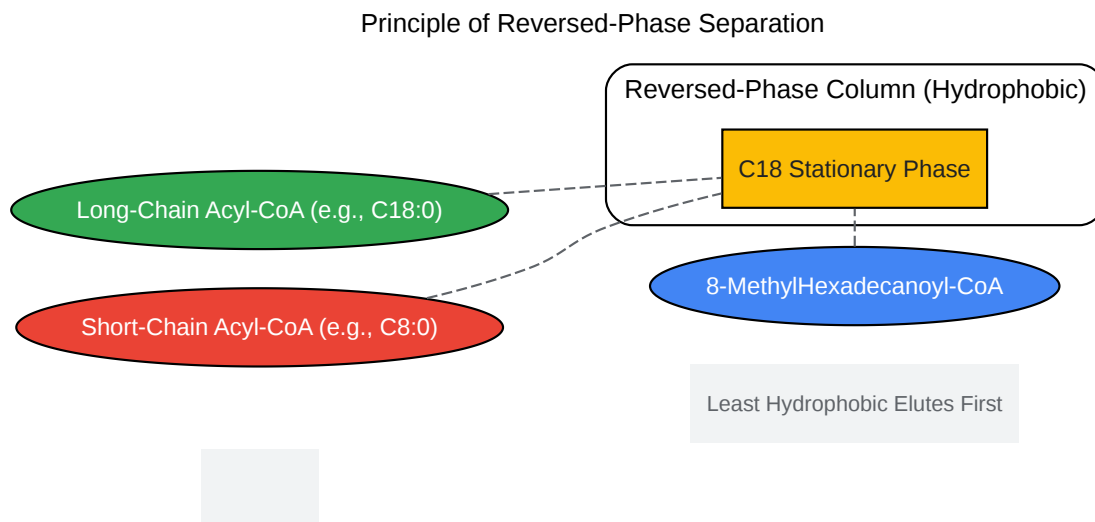 Principle of Reversed-Phase Separation
Reversed-Phase Column (Hydrophobic)
C18 Stationary Phase
Long-Chain Acyl-CoA (e.g., C18:0)
8-MethylHexadecanoyl-CoA
Short-Chain Acyl-CoA (e.g., C8:0)
Least Hydrophobic Elutes First